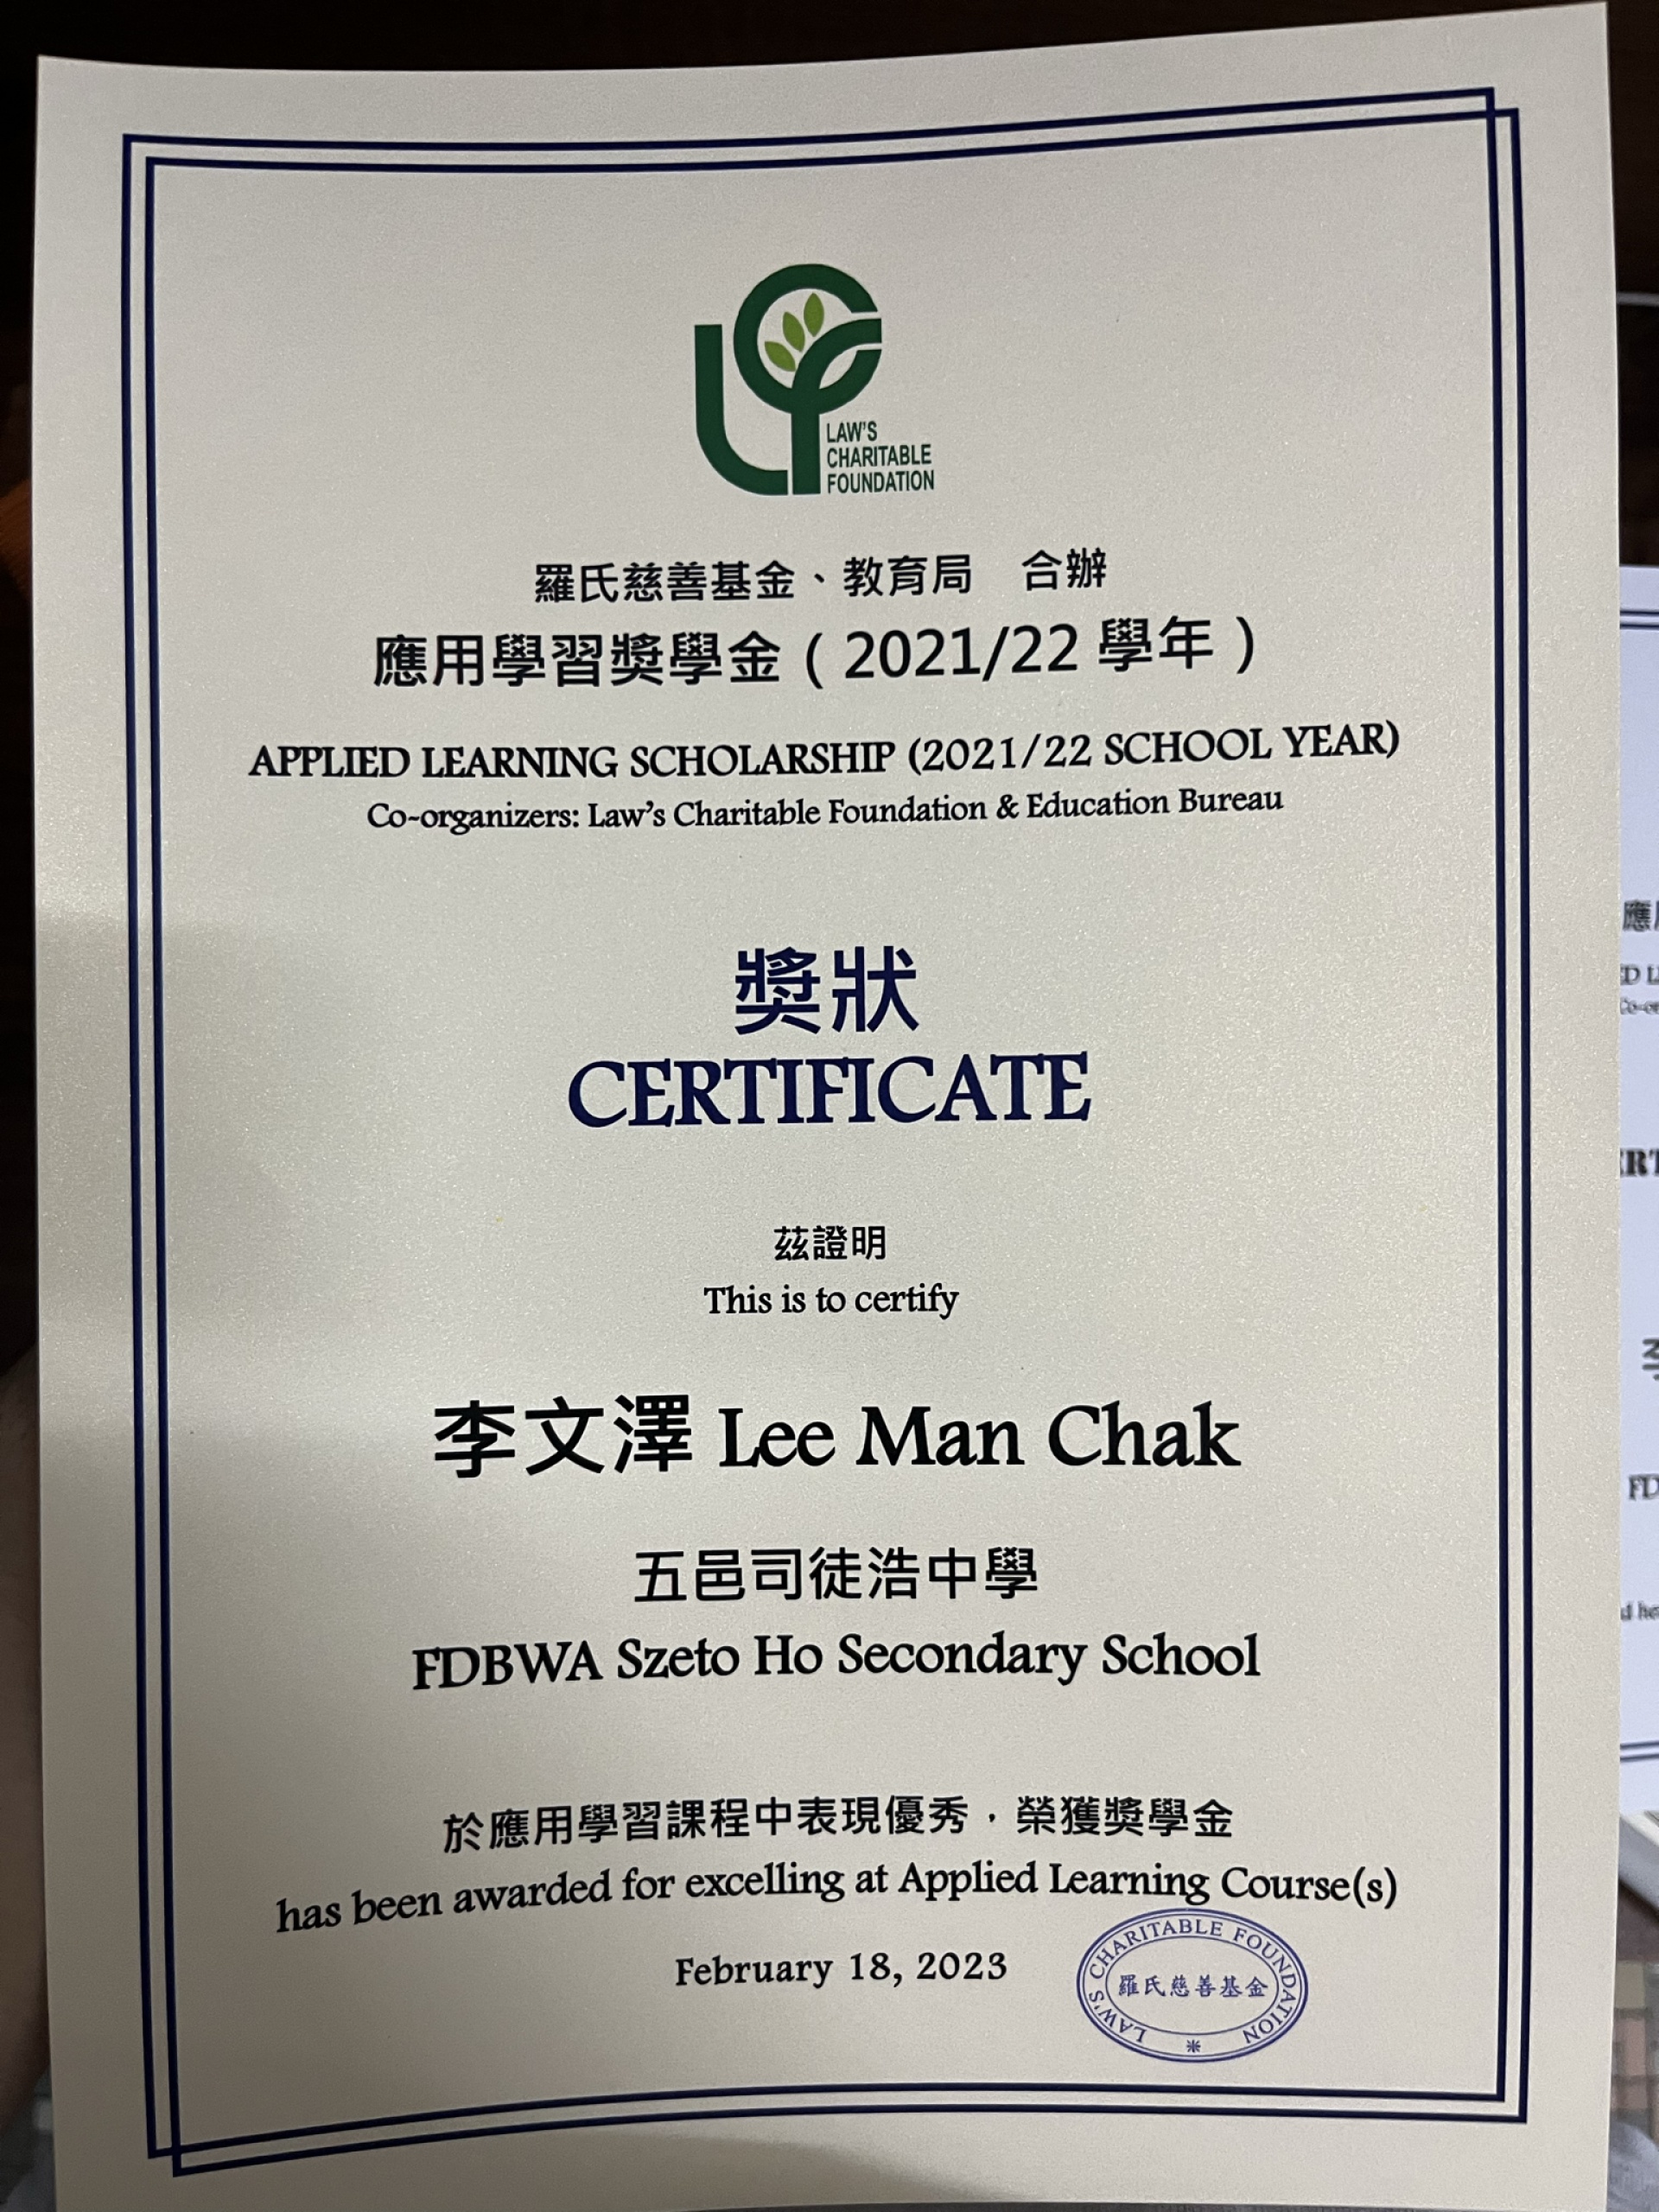 LAW'S
CHARITABLE
FOUNDATION
羅氏慈善基金、教育局 合辦
應用學習獎學金（2021/22 學年）
APPLIED LEARNING SCHOLARSHIP (2021/22 SCHOOL YEAR)
Co-organizers: Law's Charitable Foundation & Education Bureau
獎狀
CERTIFICATE
茲證明
This is to certify
李文澤 Lee Man Chak
五邑司徒浩中學
FDBWA Szeto Ho Secondary School
於應用學習課程中表現優秀，榮獲獎學金
has been awarded for excelling at Applied Learning Course(s)
February 18, 2023
LAW'S CHARITABLE FOUNDATION
羅氏慈善基金